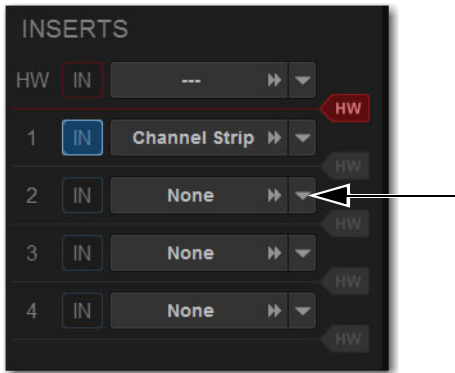 INSERTS
HW IN ---
HW
1 IN Channel Strip
HW
2 IN None
HW
3 IN None
HW
4 IN None
HW